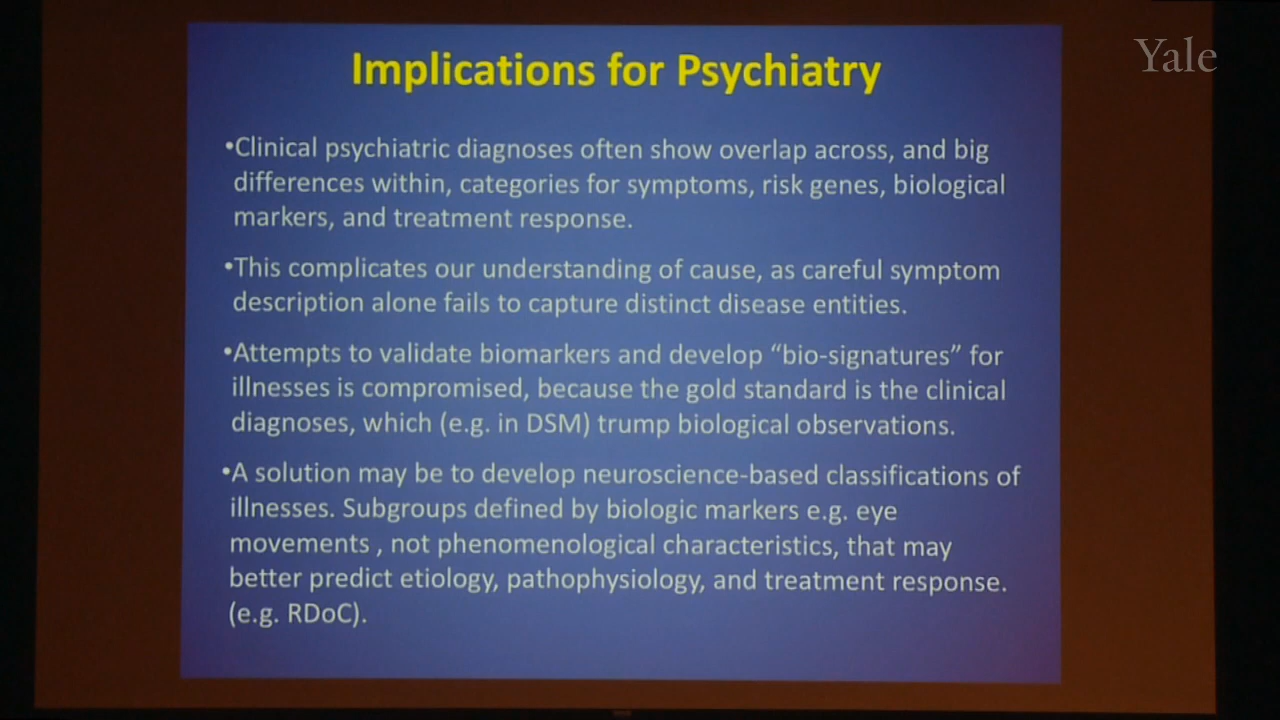 Implications for Psychiatry
Yale
•Clinical psychiatric diagnoses often show overlap across, and big
differences within, categories for symptoms, risk genes, biological
markers, and treatment response.
•This complicates our understanding of cause, as careful symptom
description alone fails to capture distinct disease entities.
•Attempts to validate biomarkers and develop “bio-signatures” for
illnesses is compromised, because the gold standard is the clinical
diagnoses, which (e.g. in DSM) trump biological observations.
•A solution may be to develop neuroscience-based classifications of
illnesses. Subgroups defined by biologic markers e.g. eye
movements , not phenomenological characteristics, that may
better predict etiology, pathophysiology, and treatment response.
(e.g. RDoC).